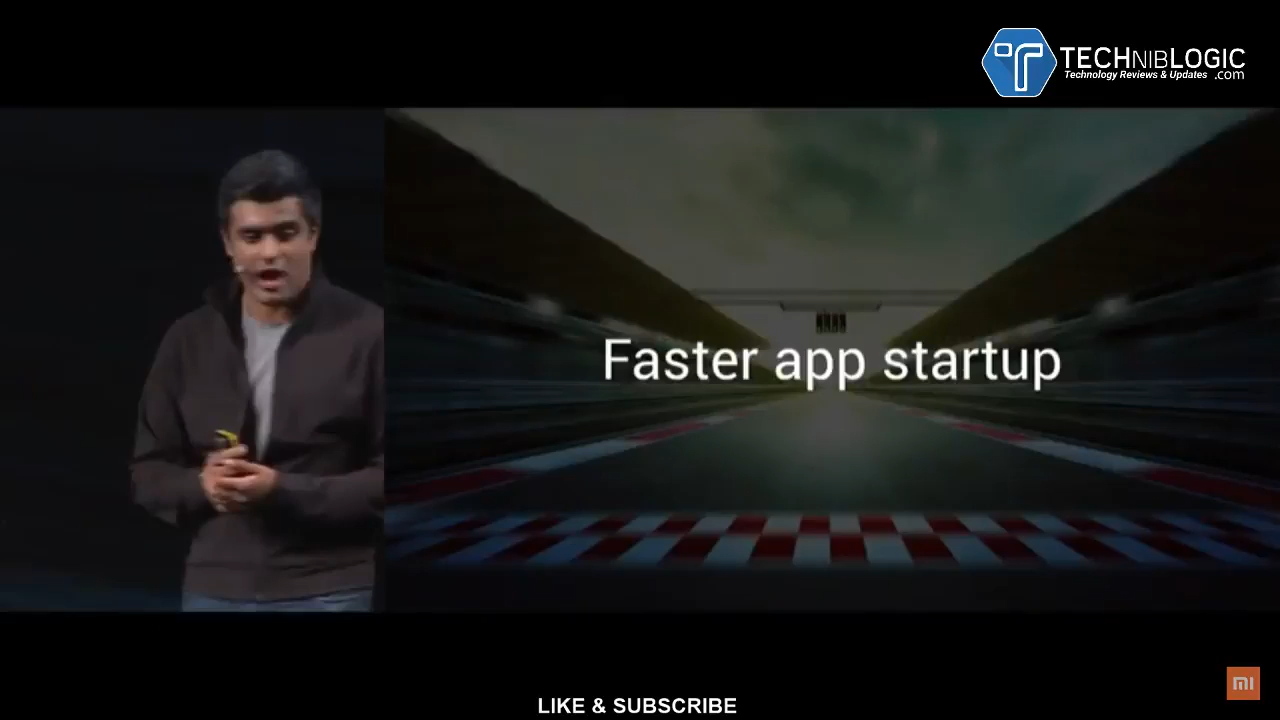 TECHNIBLOGIC
Technology Reviews & Updates .com
Faster app startup
MI
LIKE & SUBSCRIBE